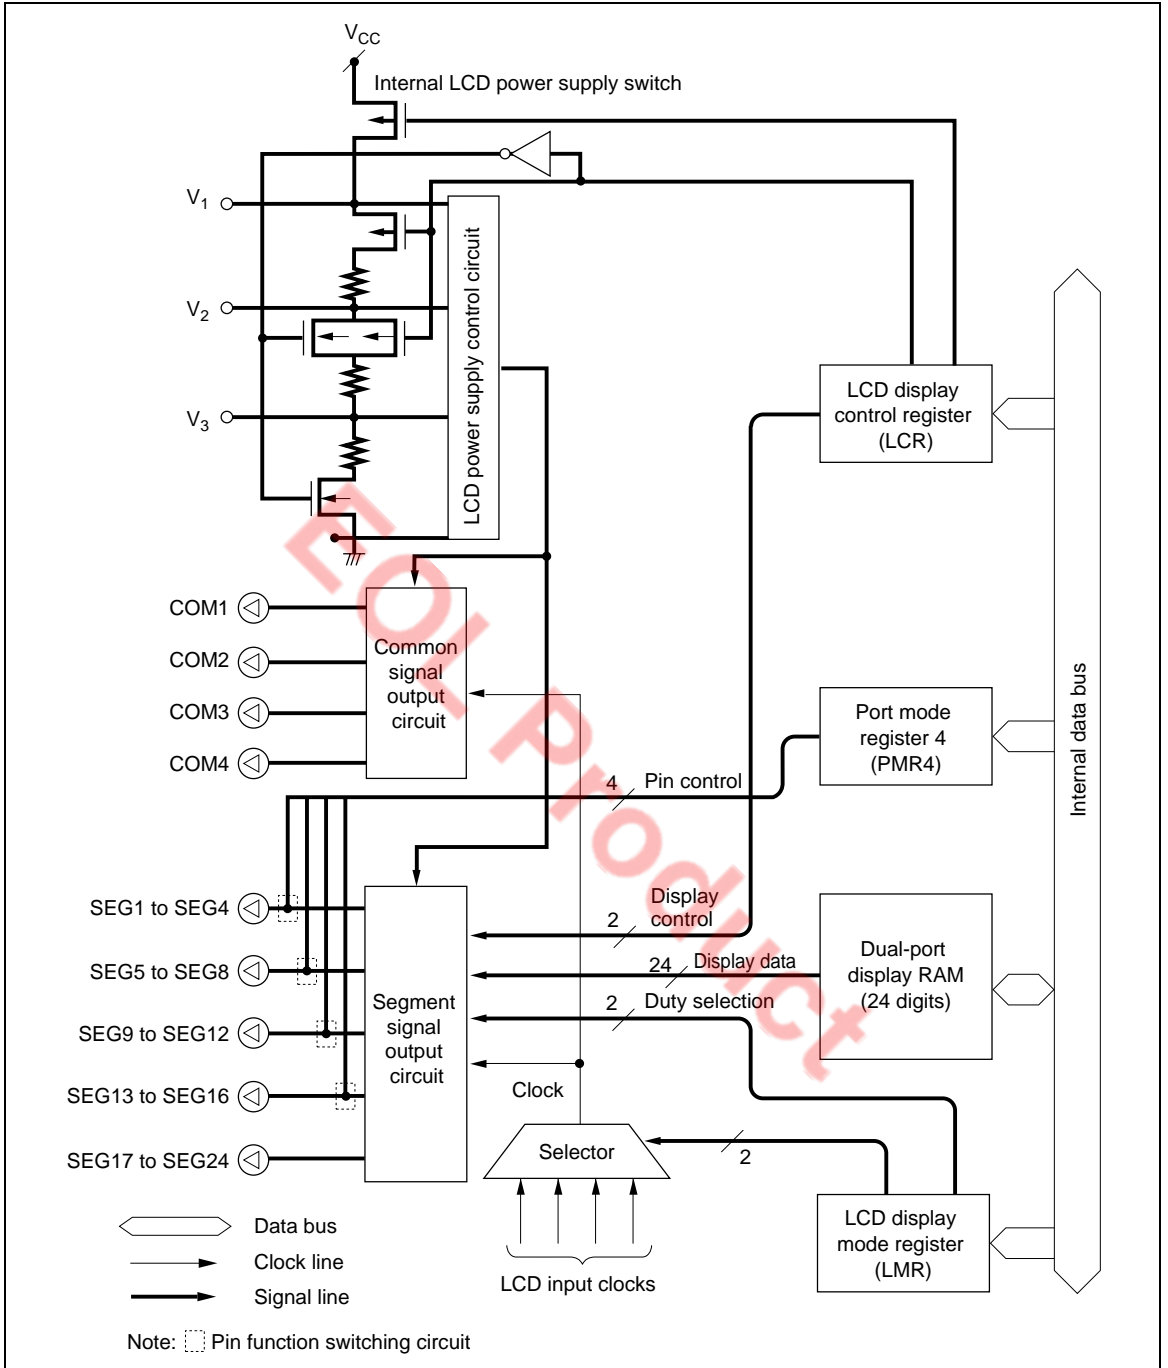 VCC
Internal LCD power supply switch
V1
V2
V3
LCD power supply control circuit
LCD display
control register
(LCR)
COM1
COM2
COM3
COM4
Common
signal
output
circuit
Port mode
register 4
(PMR4)
Internal data bus
4
Pin control
SEG1 to SEG4
SEG5 to SEG8
SEG9 to SEG12
SEG13 to SEG16
SEG17 to SEG24
Segment
signal
output
circuit
2
Display
control
24
Display data
2
Duty selection
Dual-port
display RAM
(24 digits)
Clock
Selector
2
LCD input clocks
LCD display
mode register
(LMR)
Data bus
Clock line
Signal line
Note: Pin function switching circuit
EOL Product